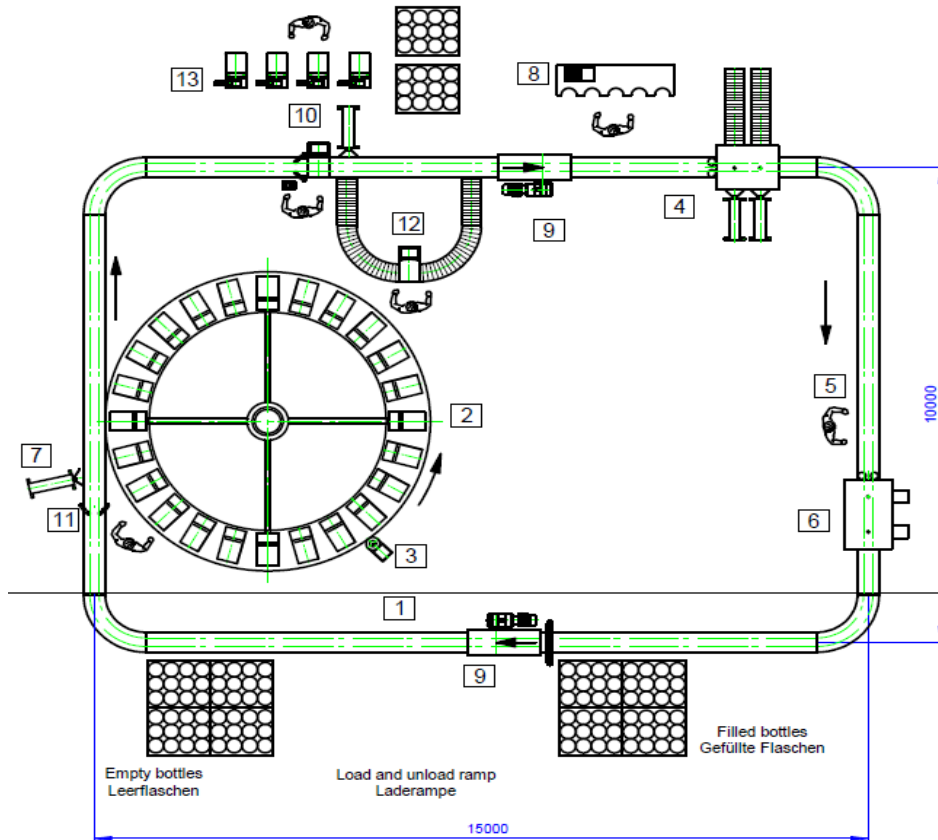 13
8
10
4
9
12
5
10000
2
7
11
6
3
1
9
Filled bottles
Gefüllte Flaschen
Empty bottles
Leerflaschen
Load and unload ramp
Laderampe
15000